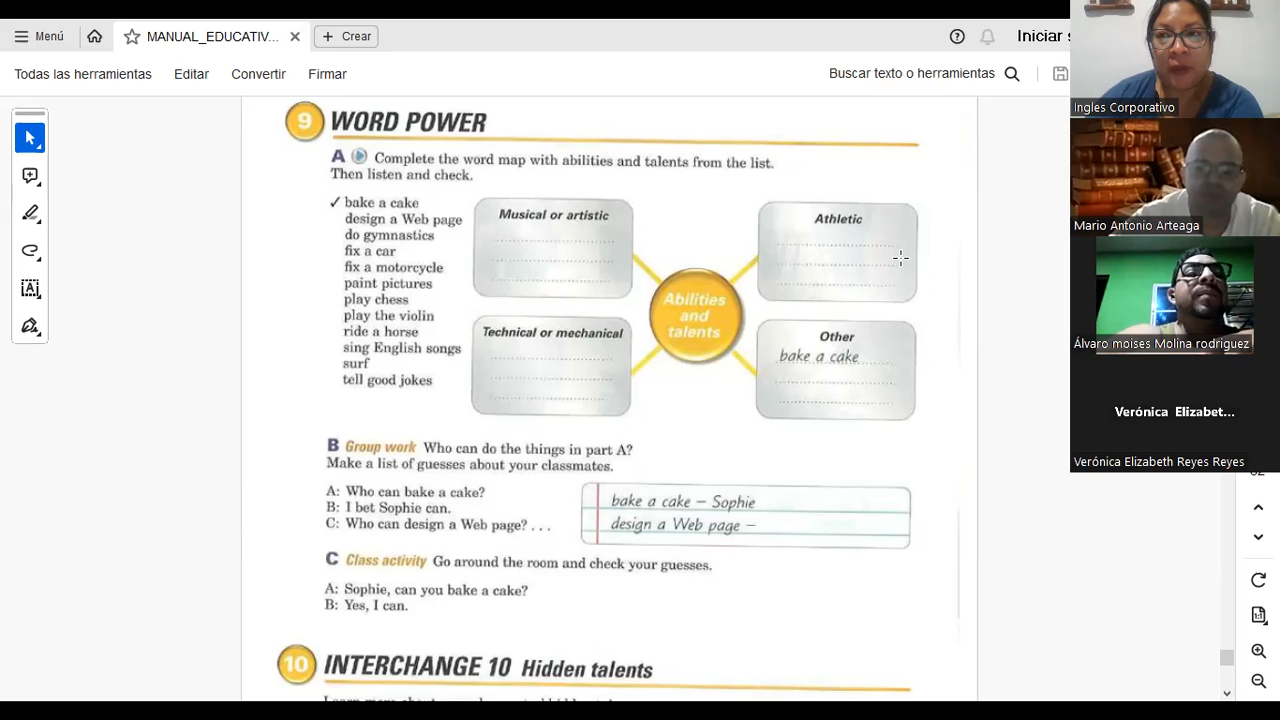 Menú
MANUAL_EDUCATIV...
Crear
Iniciar s
Todas las herramientas
Editar
Convertir
Firmar
Buscar texto o herramientas
9 WORD POWER
A Complete the word map with abilities and talents from the list.
Then listen and check.
✓ bake a cake
design a Web page
do gymnastics
fix a car
fix a motorcycle
paint pictures
play chess
play the violin
ride a horse
sing English songs
surf
tell good jokes
Musical or artistic
Athletic
Abilities
and
talents
Technical or mechanical
Other
bake a cake
B Group work Who can do the things in part A?
Make a list of guesses about your classmates.
A: Who can bake a cake?
B: I bet Sophie can.
C: Who can design a Web page? . . .
bake a cake – Sophie
design a Web page –
C Class activity Go around the room and check your guesses.
A: Sophie, can you bake a cake?
B: Yes, I can.
10 INTERCHANGE 10 Hidden talents
Ingles Corporativo
Mario Antonio Arteaga
Álvaro moises Molina rodriguez
Verónica Elizabet...
Verónica Elizabeth Reyes Reyes